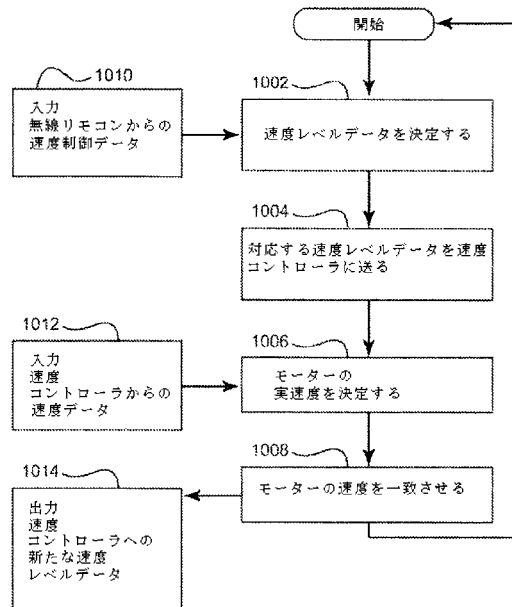 開始
1010
入力
無線リモコンからの
速度制御データ
1002
速度レベルデータを決定する
1004
対応する速度レベルデータを速度
コントローラに送る
1012
入力
速度
コントローラからの
速度データ
1006
モーターの
実速度を決定する
1008
モーターの速度を一致させる
1014
出力
速度
コントローラへの
新たな速度
レベルデータ